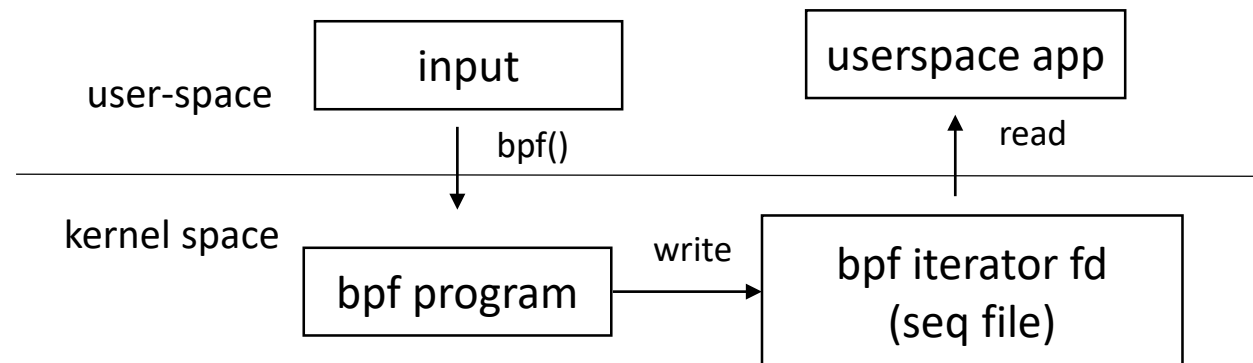 input
userspace app
user-space
bpf()
read
kernel space
bpf program
write
bpf iterator fd
(seq file)